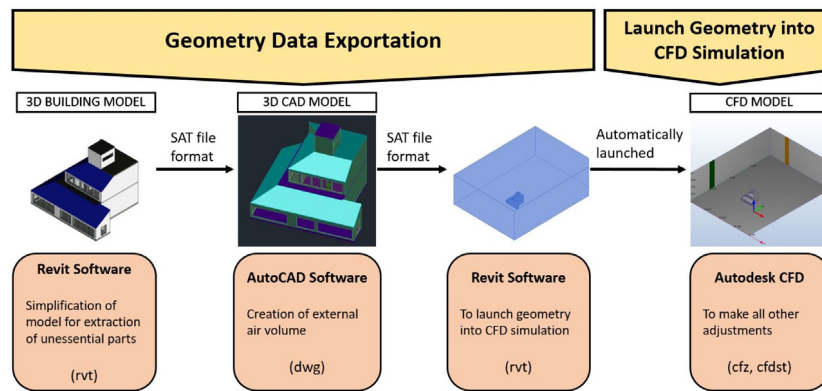 Geometry Data Exportation
Launch Geometry into
CFD Simulation
3D BUILDING MODEL
SAT file
format
3D CAD MODEL
SAT file
format
Automatically
launched
CFD MODEL
Revit Software
Simplification of
model for extraction
of unessential parts
(rvt)
AutoCAD Software
Creation of external
air volume
(dwg)
Revit Software
To launch geometry
into CFD simulation
(rvt)
Autodesk CFD
To make all other
adjustments
(cfz, cfdst)